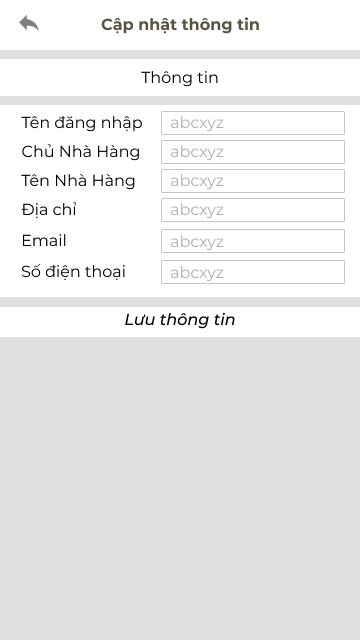 Cập nhật thông tin
Thông tin
Tên đăng nhập abcxyz
Chủ Nhà Hàng abcxyz
Tên Nhà Hàng abcxyz
Địa chỉ abcxyz
Email abcxyz
Số điện thoại abcxyz
Lưu thông tin